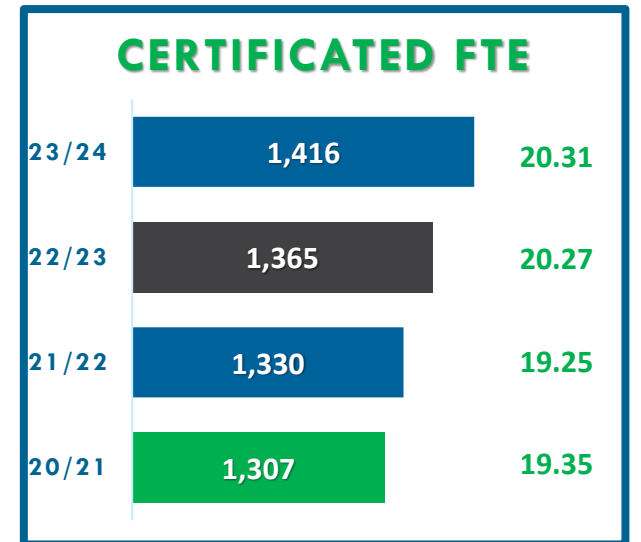 CERTIFICATED FTE
23/24 1,416 20.31
22/23 1,365 20.27
21/22 1,330 19.25
20/21 1,307 19.35